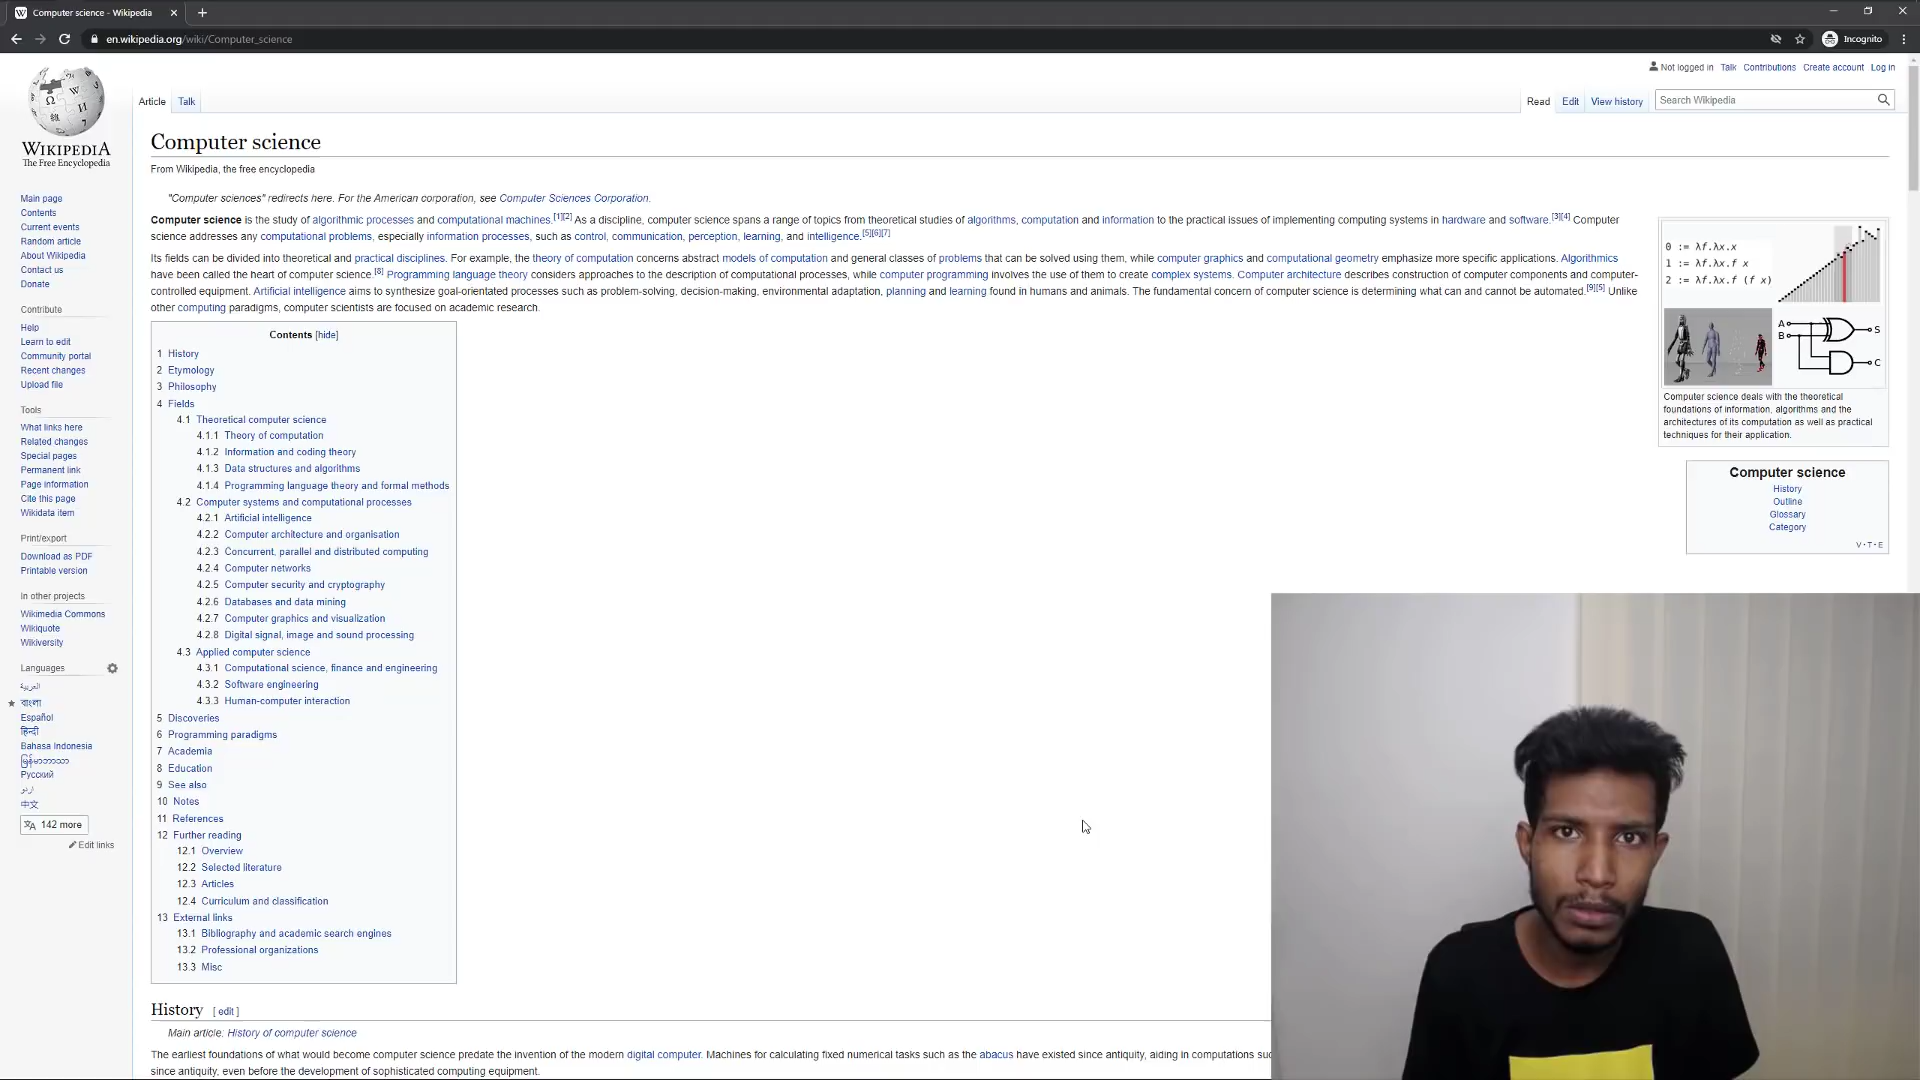 Computer science - Wikipedia
en.wikipedia.org/wiki/Computer_science
Incognito
Not logged in Talk Contributions Create account Log in
Article Talk
Read Edit View history
Search Wikipedia
WIKIPEDIA
The Free Encyclopedia
Main page
Contents
Current events
Random article
About Wikipedia
Contact us
Donate
Contribute
Help
Learn to edit
Community portal
Recent changes
Upload file
Tools
What links here
Related changes
Special pages
Permanent link
Page information
Cite this page
Wikidata item
Print/export
Download as PDF
Printable version
In other projects
Wikimedia Commons
Wikiquote
Wikiversity
Languages
العربية
বাংলা
Español
हिन्दी
Bahasa Indonesia
မြန်မာဘာသာ
Русский
اردو
中文
142 more
Edit links
Computer science
From Wikipedia, the free encyclopedia
"Computer sciences" redirects here. For the American corporation, see Computer Sciences Corporation.
Computer science is the study of algorithmic processes and computational machines.[1][2] As a discipline, computer science spans a range of topics from theoretical studies of algorithms, computation and information to the practical issues of implementing computing systems in hardware and software.[3][4] Computer
science addresses any computational problems, especially information processes, such as control, communication, perception, learning, and intelligence.[5][6][7]
Its fields can be divided into theoretical and practical disciplines. For example, the theory of computation concerns abstract models of computation and general classes of problems that can be solved using them, while computer graphics and computational geometry emphasize more specific applications. Algorithmics
have been called the heart of computer science.[8] Programming language theory considers approaches to the description of computational processes, while computer programming involves the use of them to create complex systems. Computer architecture describes construction of computer components and computer-
controlled equipment. Artificial intelligence aims to synthesize goal-orientated processes such as problem-solving, decision-making, environmental adaptation, planning and learning found in humans and animals. The fundamental concern of computer science is determining what can and cannot be automated.[9][5] Unlike
other computing paradigms, computer scientists are focused on academic research.
Contents [hide]
1 History
2 Etymology
3 Philosophy
4 Fields
4.1 Theoretical computer science
4.1.1 Theory of computation
4.1.2 Information and coding theory
4.1.3 Data structures and algorithms
4.1.4 Programming language theory and formal methods
4.2 Computer systems and computational processes
4.2.1 Artificial intelligence
4.2.2 Computer architecture and organisation
4.2.3 Concurrent, parallel and distributed computing
4.2.4 Computer networks
4.2.5 Computer security and cryptography
4.2.6 Databases and data mining
4.2.7 Computer graphics and visualization
4.2.8 Digital signal, image and sound processing
4.3 Applied computer science
4.3.1 Computational science, finance and engineering
4.3.2 Software engineering
4.3.3 Human-computer interaction
5 Discoveries
6 Programming paradigms
7 Academia
8 Education
9 See also
10 Notes
11 References
12 Further reading
12.1 Overview
12.2 Selected literature
12.3 Articles
12.4 Curriculum and classification
13 External links
13.1 Bibliography and academic search engines
13.2 Professional organizations
13.3 Misc
History [ edit ]
Main article: History of computer science
The earliest foundations of what would become computer science predate the invention of the modern digital computer. Machines for calculating fixed numerical tasks such as the abacus have existed since antiquity, aiding in computations
since antiquity, even before the development of sophisticated computing equipment.
0 := λf.λx.x
1 := λf.λx.f x
2 := λf.λx.f (f x)
A
B
S
C
Computer science deals with the theoretical
foundations of information, algorithms and the
architectures of its computation as well as practical
techniques for their application.
Computer science
History
Outline
Glossary
Category
V·T·E